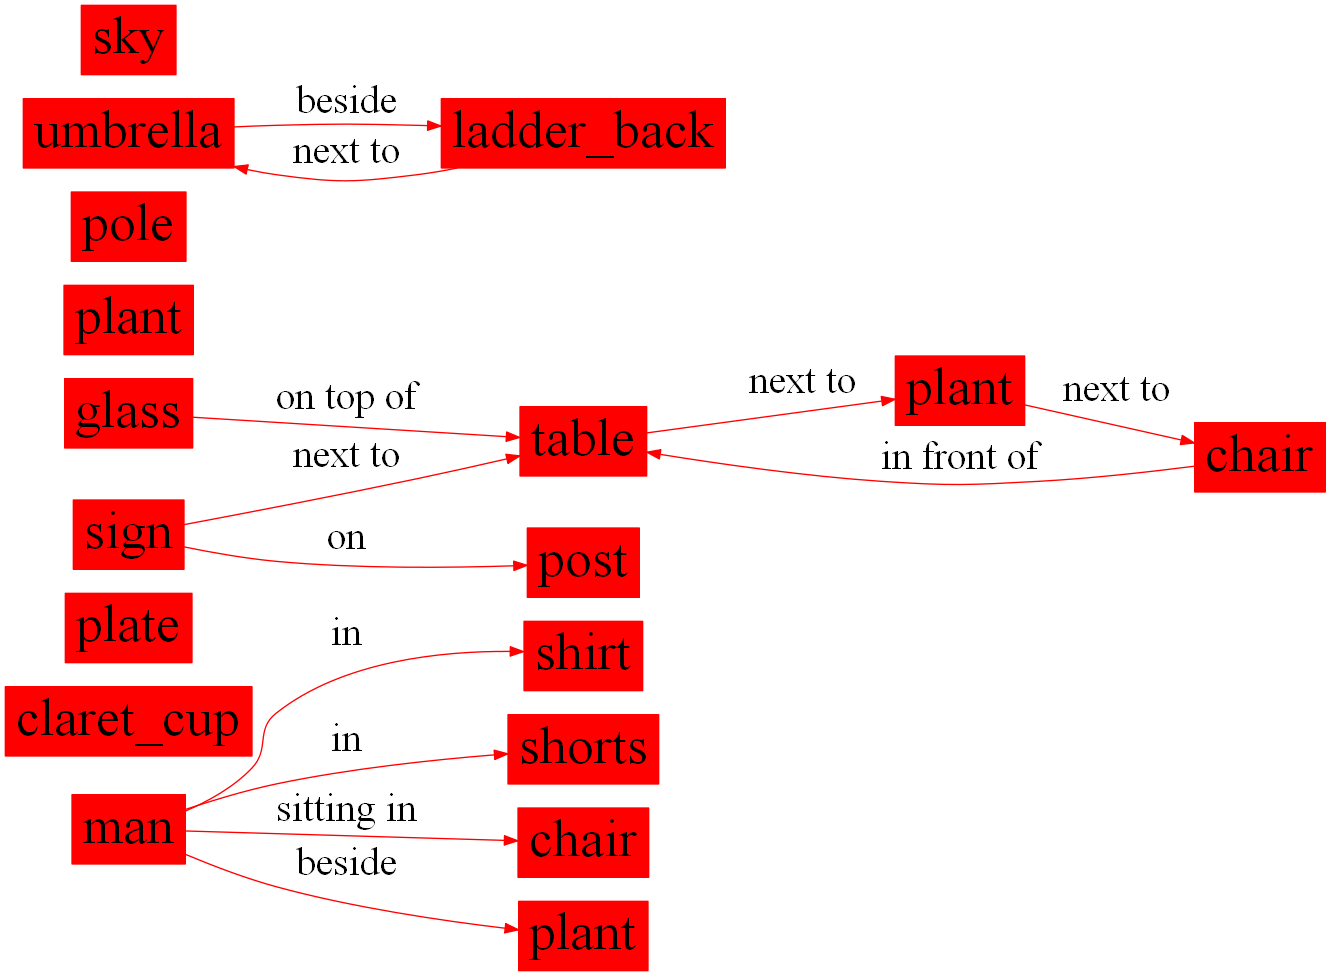 sky
umbrella
beside
ladder_back
next to
pole
plant
glass
on top of
table
next to
plant
next to
chair
in front of
sign
next to
on
post
plate
claret_cup
man
in
shirt
in
shorts
sitting in
chair
beside
plant